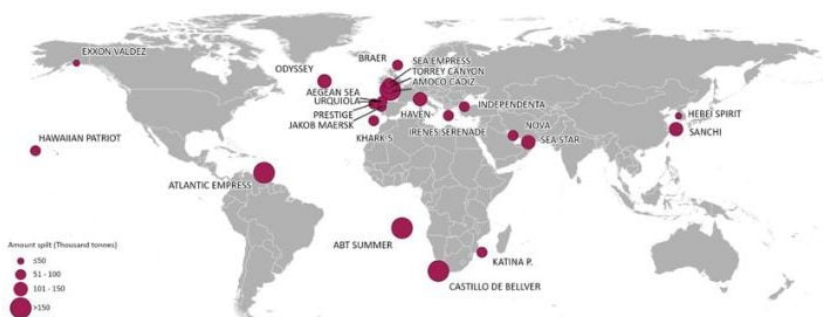 EXXON VALDEZ
ODYSSEY
BRAER
SEA EMPRESS
TORREY CANYON
AMOCO CADIZ
AEGEAN SEA
URQUIOLA
PRESTIGE
JAKOB MAERSK
HAVEN
INDEPENDENTA
KHARK 5
IRENES SERENADE
NOVA
SEA STAR
HEBEI SPIRIT
SANCHI
HAWAIIAN PATRIOT
ATLANTIC EMPRESS
ABT SUMMER
KATINA P.
CASTILLO DE BELLVER
Amount spilt (Thousand tonnes)
≤50
51 - 100
101 - 150
>150